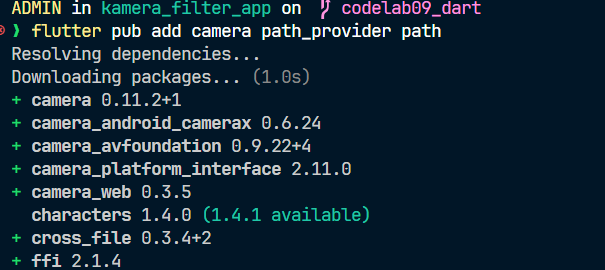 ADMIN in kamera_filter_app on codelab09_dart
❯ flutter pub add camera path_provider path
Resolving dependencies...
Downloading packages... (1.0s)
+ camera 0.11.2+1
+ camera_android_camerax 0.6.24
+ camera_avfoundation 0.9.22+4
+ camera_platform_interface 2.11.0
+ camera_web 0.3.5
characters 1.4.0 (1.4.1 available)
+ cross_file 0.3.4+2
+ ffi 2.1.4